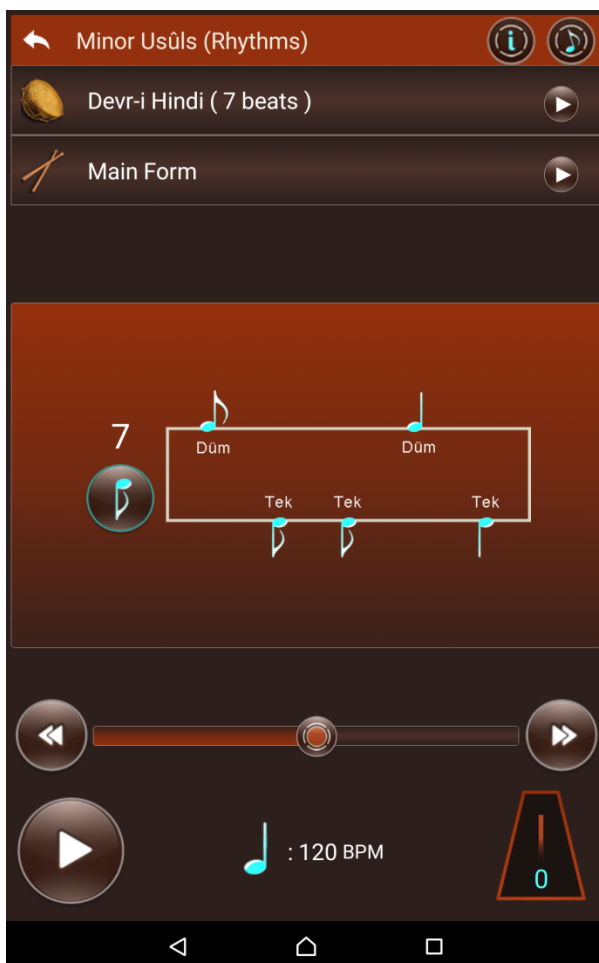 Minor Usûls (Rhythms)
Devr-i Hindi ( 7 beats )
Main Form
7
Düm Düm
Tek Tek Tek
: 120 BPM
0